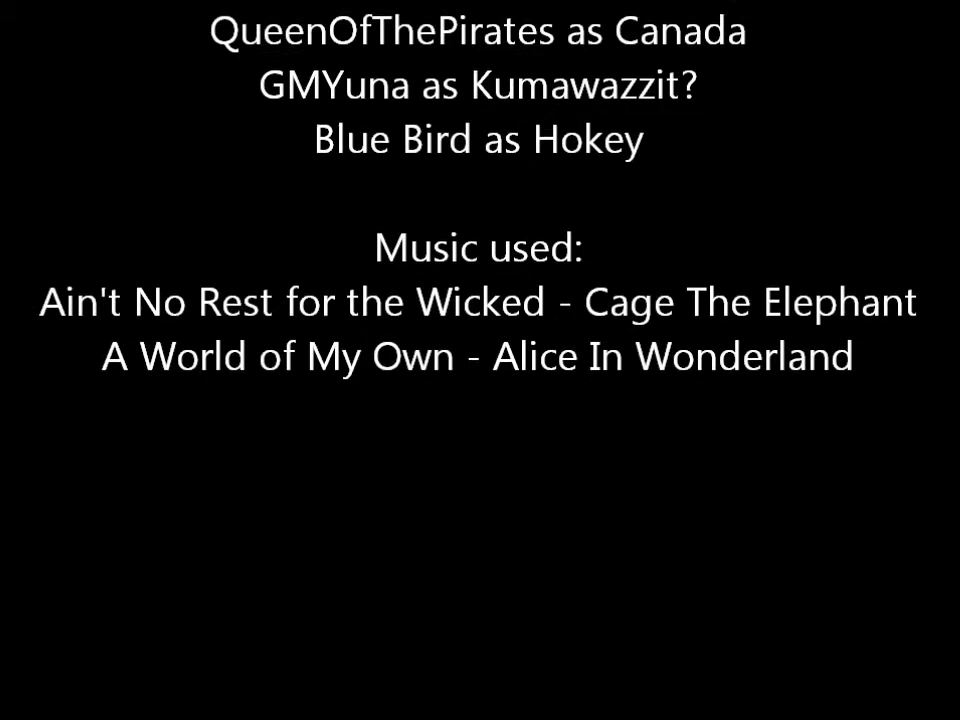 QueenOfThePirates as Canada
GMYuna as Kumawazzit?
Blue Bird as Hokey
Music used:
Ain't No Rest for the Wicked - Cage The Elephant
A World of My Own - Alice In Wonderland